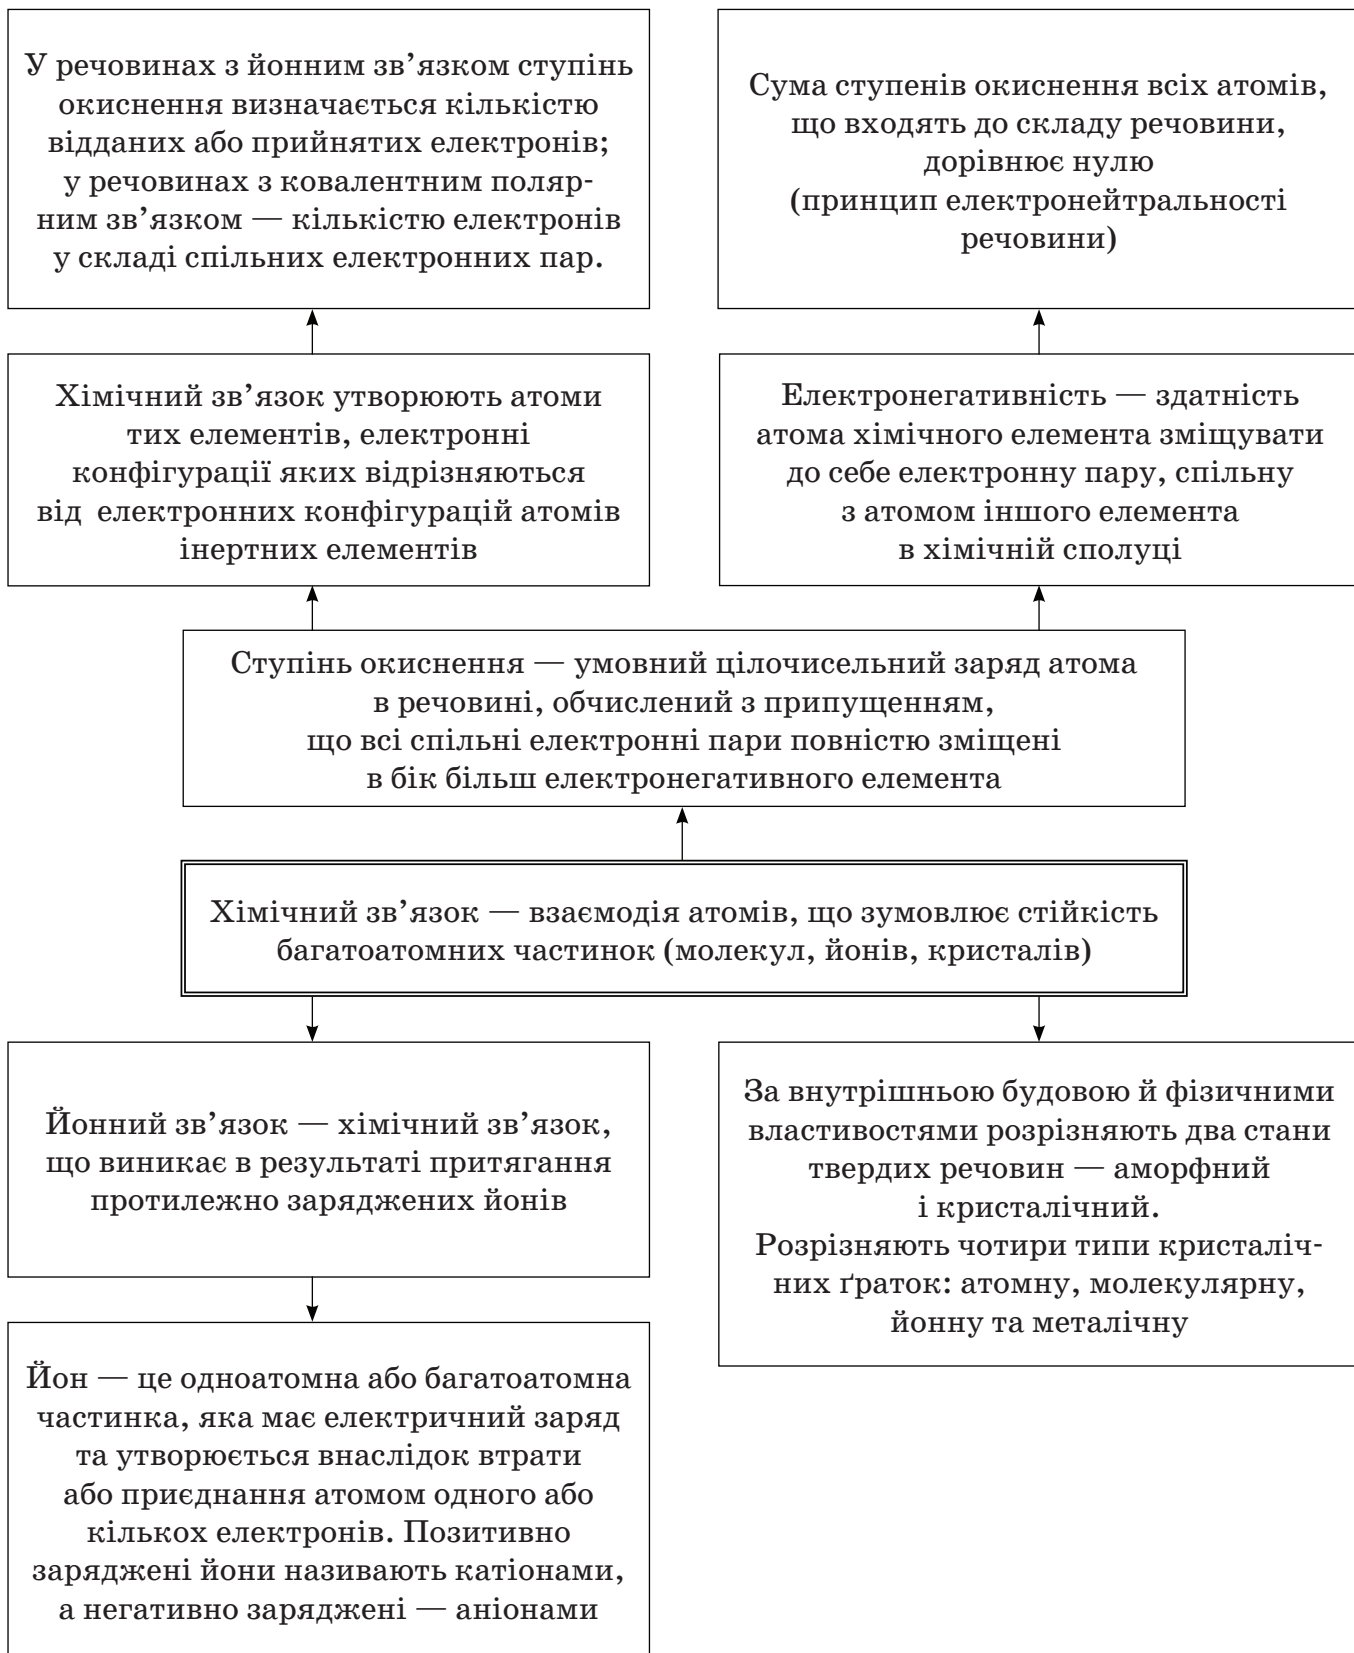 У речовинах з йонним зв’язком ступінь
окиснення визначається кількістю
відданих або прийнятих електронів;
у речовинах з ковалентним поляр-
ним зв’язком — кількістю електронів
у складі спільних електронних пар.
Сума ступенів окиснення всіх атомів,
що входять до складу речовини,
дорівнює нулю
(принцип електронейтральності
речовини)
Хімічний зв’язок утворюють атоми
тих елементів, електронні
конфігурації яких відрізняються
від електронних конфігурацій атомів
інертних елементів
Електронегативність — здатність
атома хімічного елемента зміщувати
до себе електронну пару, спільну
з атомом іншого елемента
в хімічній сполуці
Ступінь окиснення — умовний цілочисельний заряд атома
в речовині, обчислений з припущенням,
що всі спільні електронні пари повністю зміщені
в бік більш електронегативного елемента
Хімічний зв’язок — взаємодія атомів, що зумовлює стійкість
багатоатомних частинок (молекул, йонів, кристалів)
Йонний зв’язок — хімічний зв’язок,
що виникає в результаті притягання
протилежно заряджених йонів
За внутрішньою будовою й фізичними
властивостями розрізняють два стани
твердих речовин — аморфний
і кристалічний.
Розрізняють чотири типи кристаліч-
них ґраток: атомну, молекулярну,
йонну та металічну
Йон — це одноатомна або багатоатомна
частинка, яка має електричний заряд
та утворюється внаслідок втрати
або приєднання атомом одного або
кількох електронів. Позитивно
заряджені йони називають катіонами,
а негативно заряджені — аніонами